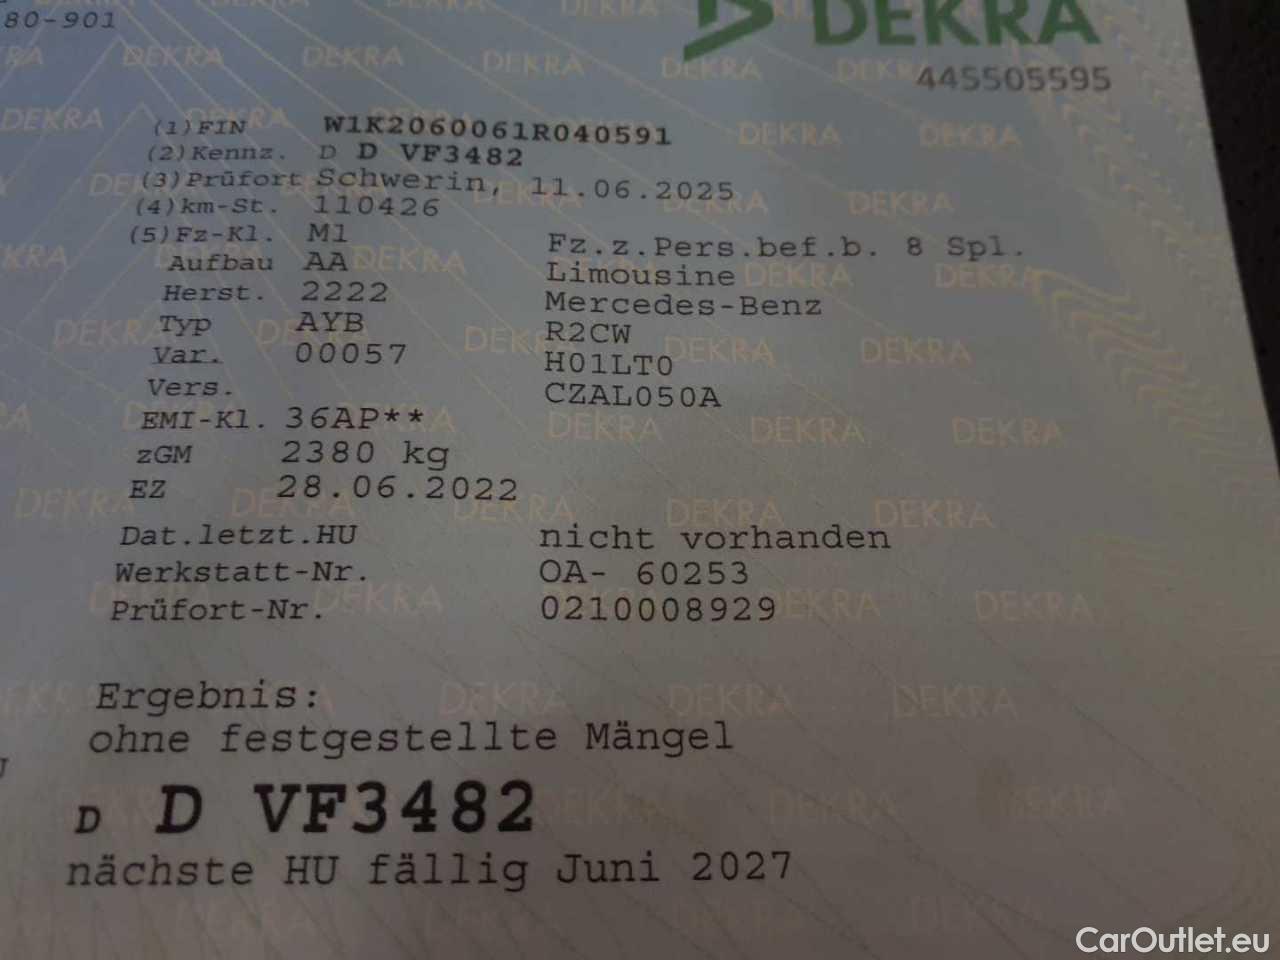 80-901
DEKRA
445505595
(1)FIN W1K2060061R040591
(2)Kennz. D D VF3482
(3)Prüfort Schwerin, 11.06.2025
(4)km-St. 110426
(5)Fz-Kl. M1 Fz.z.Pers.bef.b. 8 Spl.
Aufbau AA Limousine
Herst. 2222 Mercedes-Benz
Typ AYB R2CW
Var. 00057 H01LT0
Vers. CZAL050A
EMI-Kl. 36AP**
zGM 2380 kg
EZ 28.06.2022
Dat.letzt.HU nicht vorhanden
Werkstatt-Nr. OA- 60253
Prüfort-Nr. 0210008929
Ergebnis:
ohne festgestellte Mängel
D D VF3482
nächste HU fällig Juni 2027
CarOutlet.eu